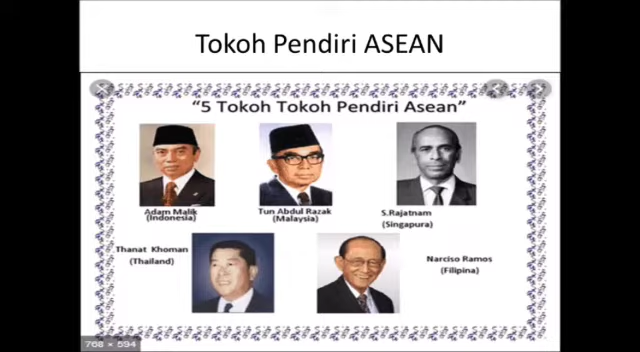 Tokoh Pendiri ASEAN
“5 Tokoh Tokoh Pendiri Asean”
Adam Malik
(Indonesia)
Tun Abdul Razak
(Malaysia)
S.Rajatnam
(Singapura)
Thanat Khoman
(Thailand)
Narciso Ramos
(Filipina)
768 × 594